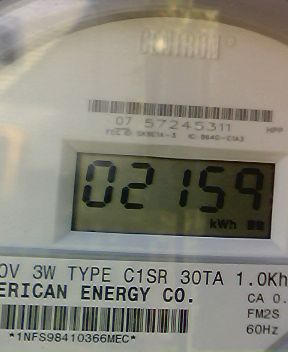 07 57245311
02159
kWh
0V 3W TYPE C1SR 30TA 1.0Kh
ERICAN ENERGY CO.
CA 0.
FM2S
60Hz
*1NFS98410366MEC*